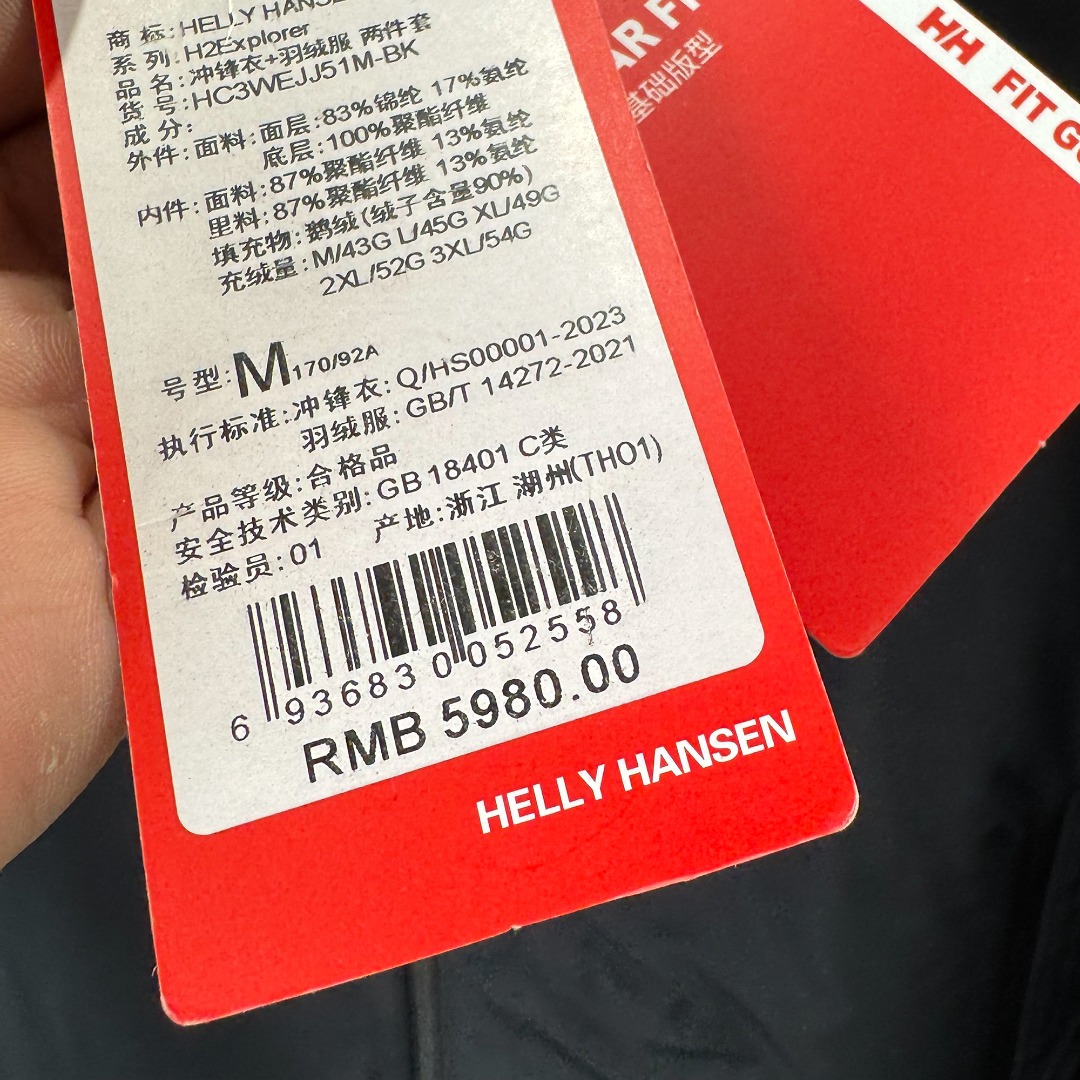 商 标:HELLY HANSE
系 列:H2Explorer
品 名:冲锋衣+羽绒服 两件套
货 号:HC3WEJJ51M-BK
成 分:
外件:面料:面层:83%锦纶 17%氨纶
底层:100%聚酯纤维
内件:面料:87%聚酯纤维 13%氨纶
里料:87%聚酯纤维 13%氨纶
填充物:鹅绒(绒子含量90%)
充绒量:M/43G L/45G XL/49G
2XL/52G 3XL/54G
号型:M170/92A
执行标准:冲锋衣:Q/HS00001-2023
羽绒服:GB/T 14272-2021
产品等级:合格品
安全技术类别:GB 18401 C类
检验员:01 产地:浙江 湖州(TH01)
6 936830 052558
RMB 5980.00
HELLY HANSEN
AR FI
基础版型
HH FIT GU